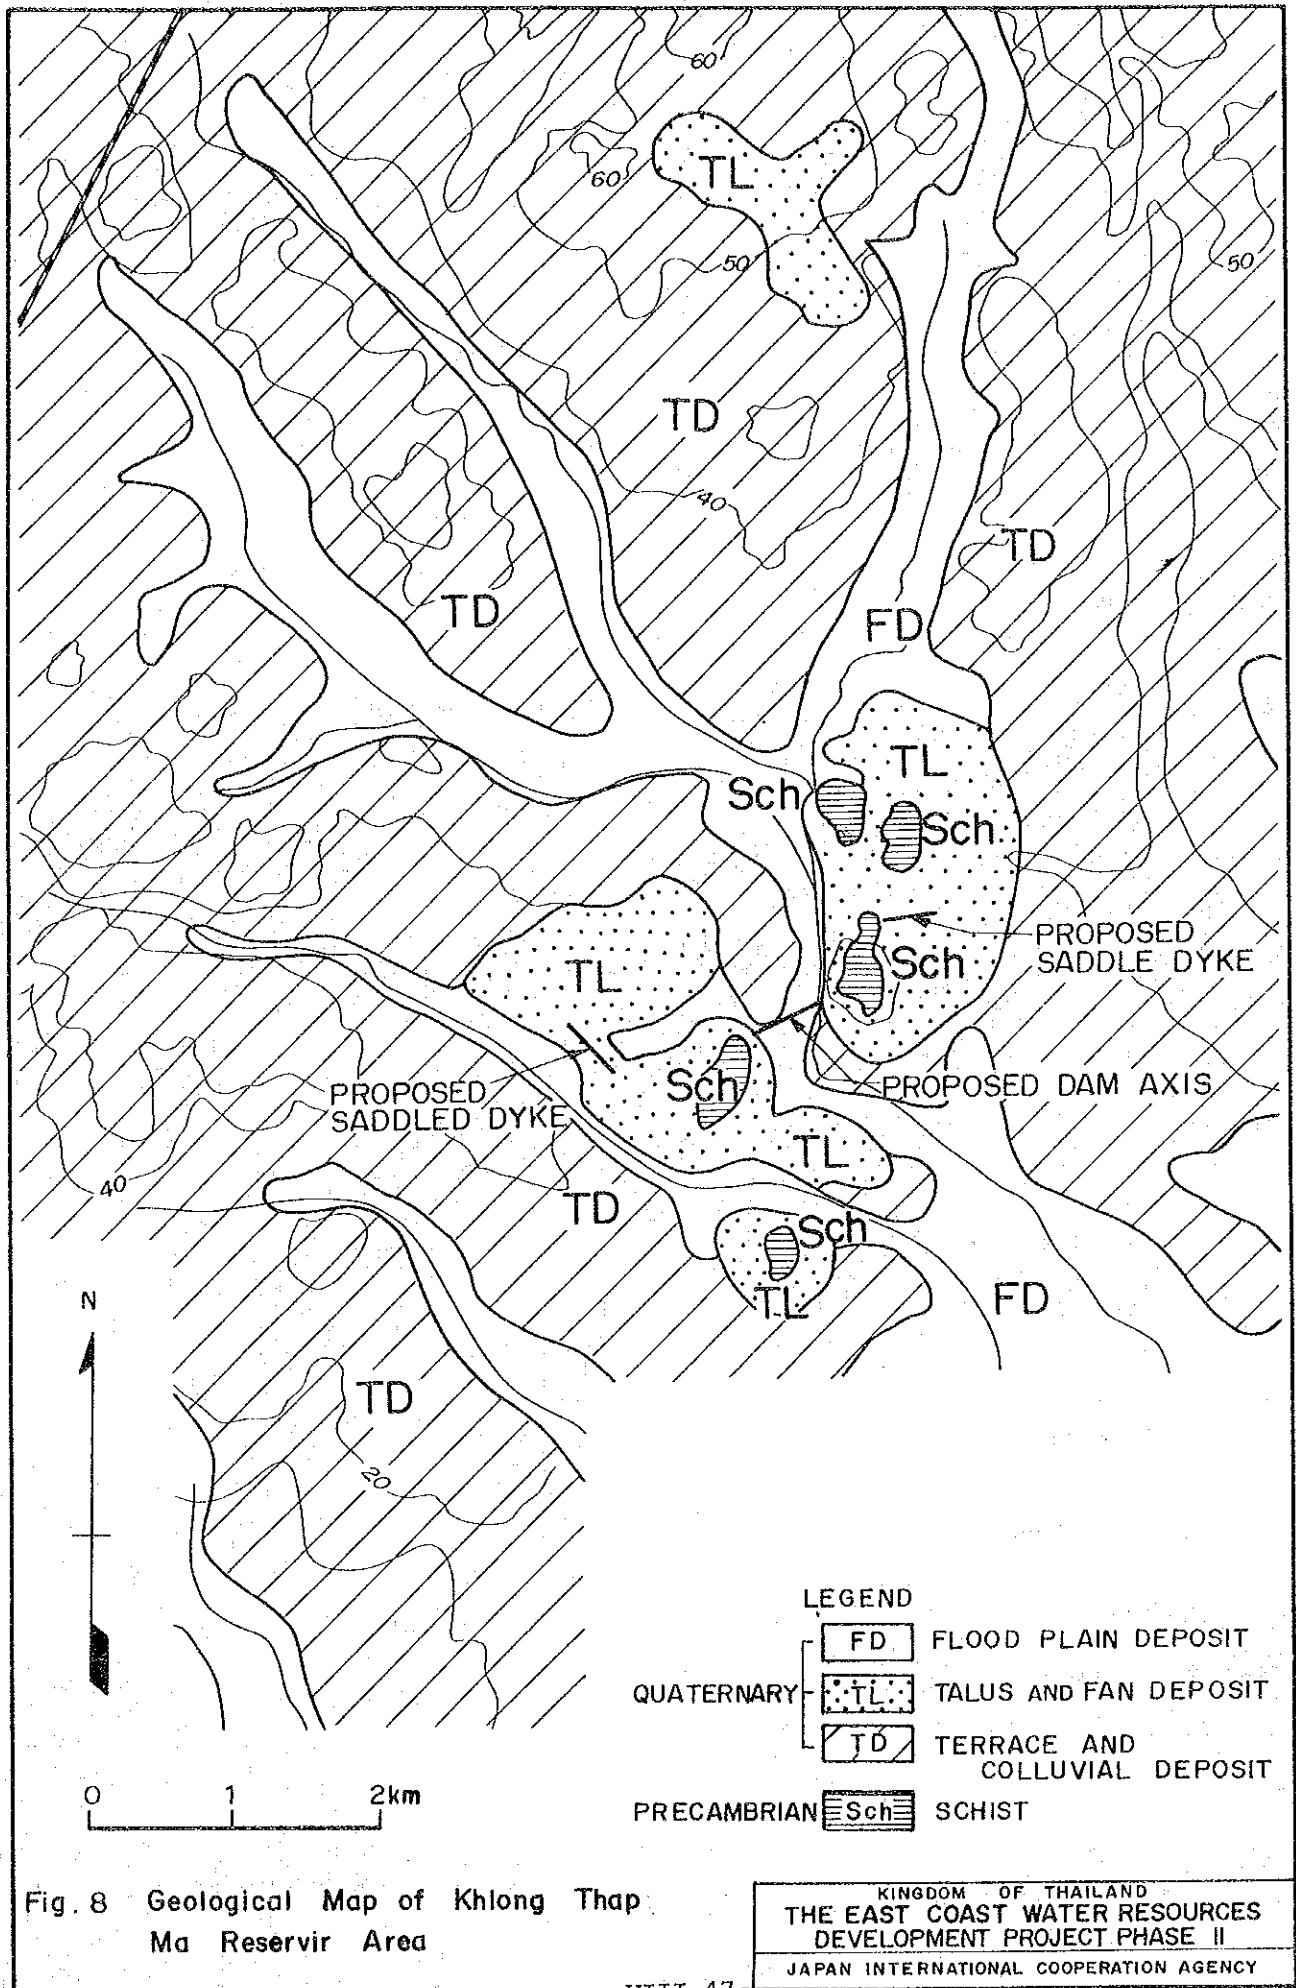 60
TL
60
50
50
TD
40
TD
TD
FD
TL
Sch
Sch
PROPOSED
SADDLE DYKE
Sch
TL
PROPOSED
SADDLED DYKE
Sch
PROPOSED DAM AXIS
TL
40
TD
Sch
TL
FD
N
TD
20
LEGEND
FD FLOOD PLAIN DEPOSIT
QUATERNARY TL TALUS AND FAN DEPOSIT
TD TERRACE AND
COLLUVIAL DEPOSIT
PRECAMBRIAN Sch SCHIST
0 1 2km
Fig. 8 Geological Map of Khlong Thap
Ma Reservir Area
KINGDOM OF THAILAND
THE EAST COAST WATER RESOURCES
DEVELOPMENT PROJECT PHASE II
JAPAN INTERNATIONAL COOPERATION AGENCY